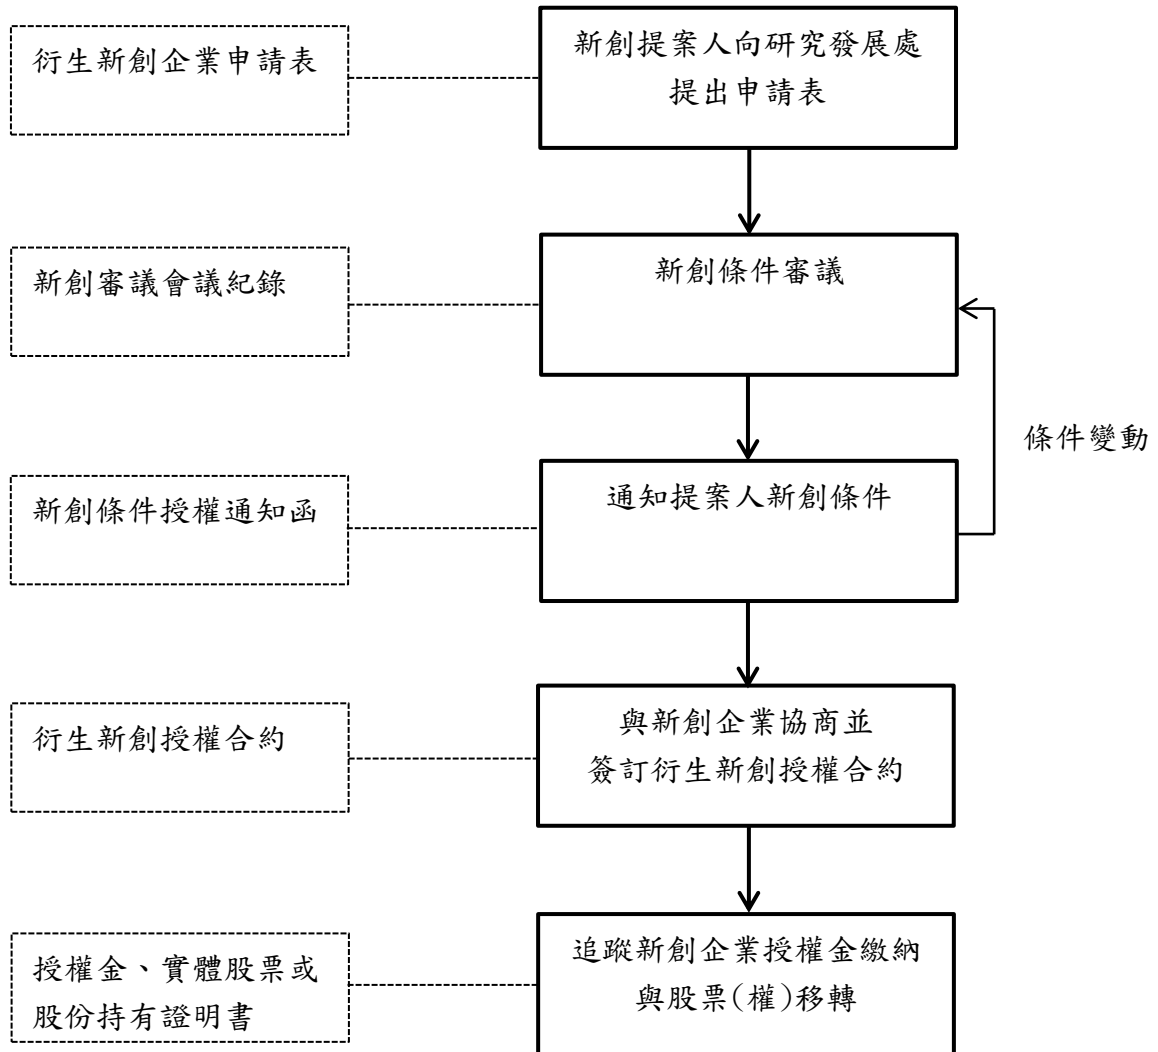 衍生新創企業申請表
新創提案人向研究發展處
提出申請表
新創審議會議紀錄
新創條件審議
條件變動
新創條件授權通知函
通知提案人新創條件
衍生新創授權合約
與新創企業協商並
簽訂衍生新創授權合約
授權金、實體股票或
股份持有證明書
追蹤新創企業授權金繳納
與股票(權)移轉